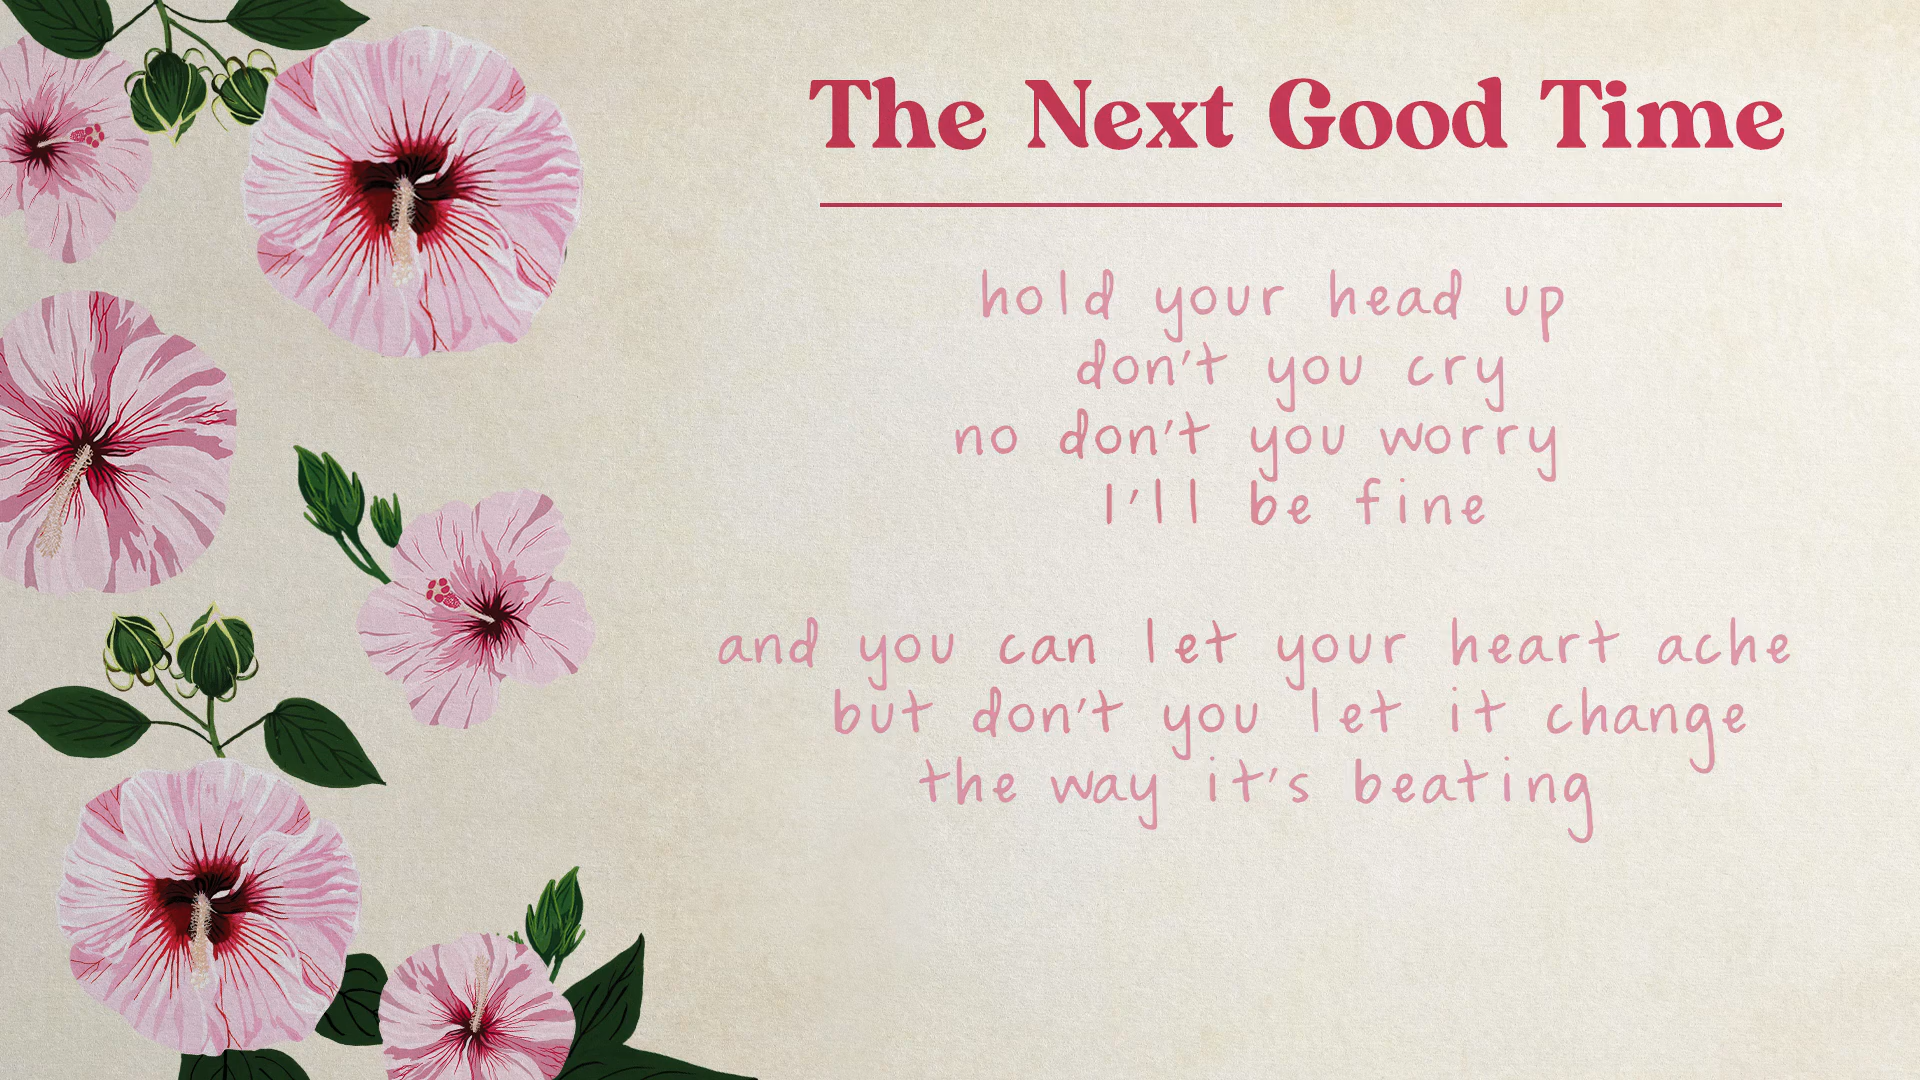 The Next Good Time
hold your head up
don't you cry
no don't you worry
I'll be fine
and you can let your heart ache
but don't you let it change
the way it's beating